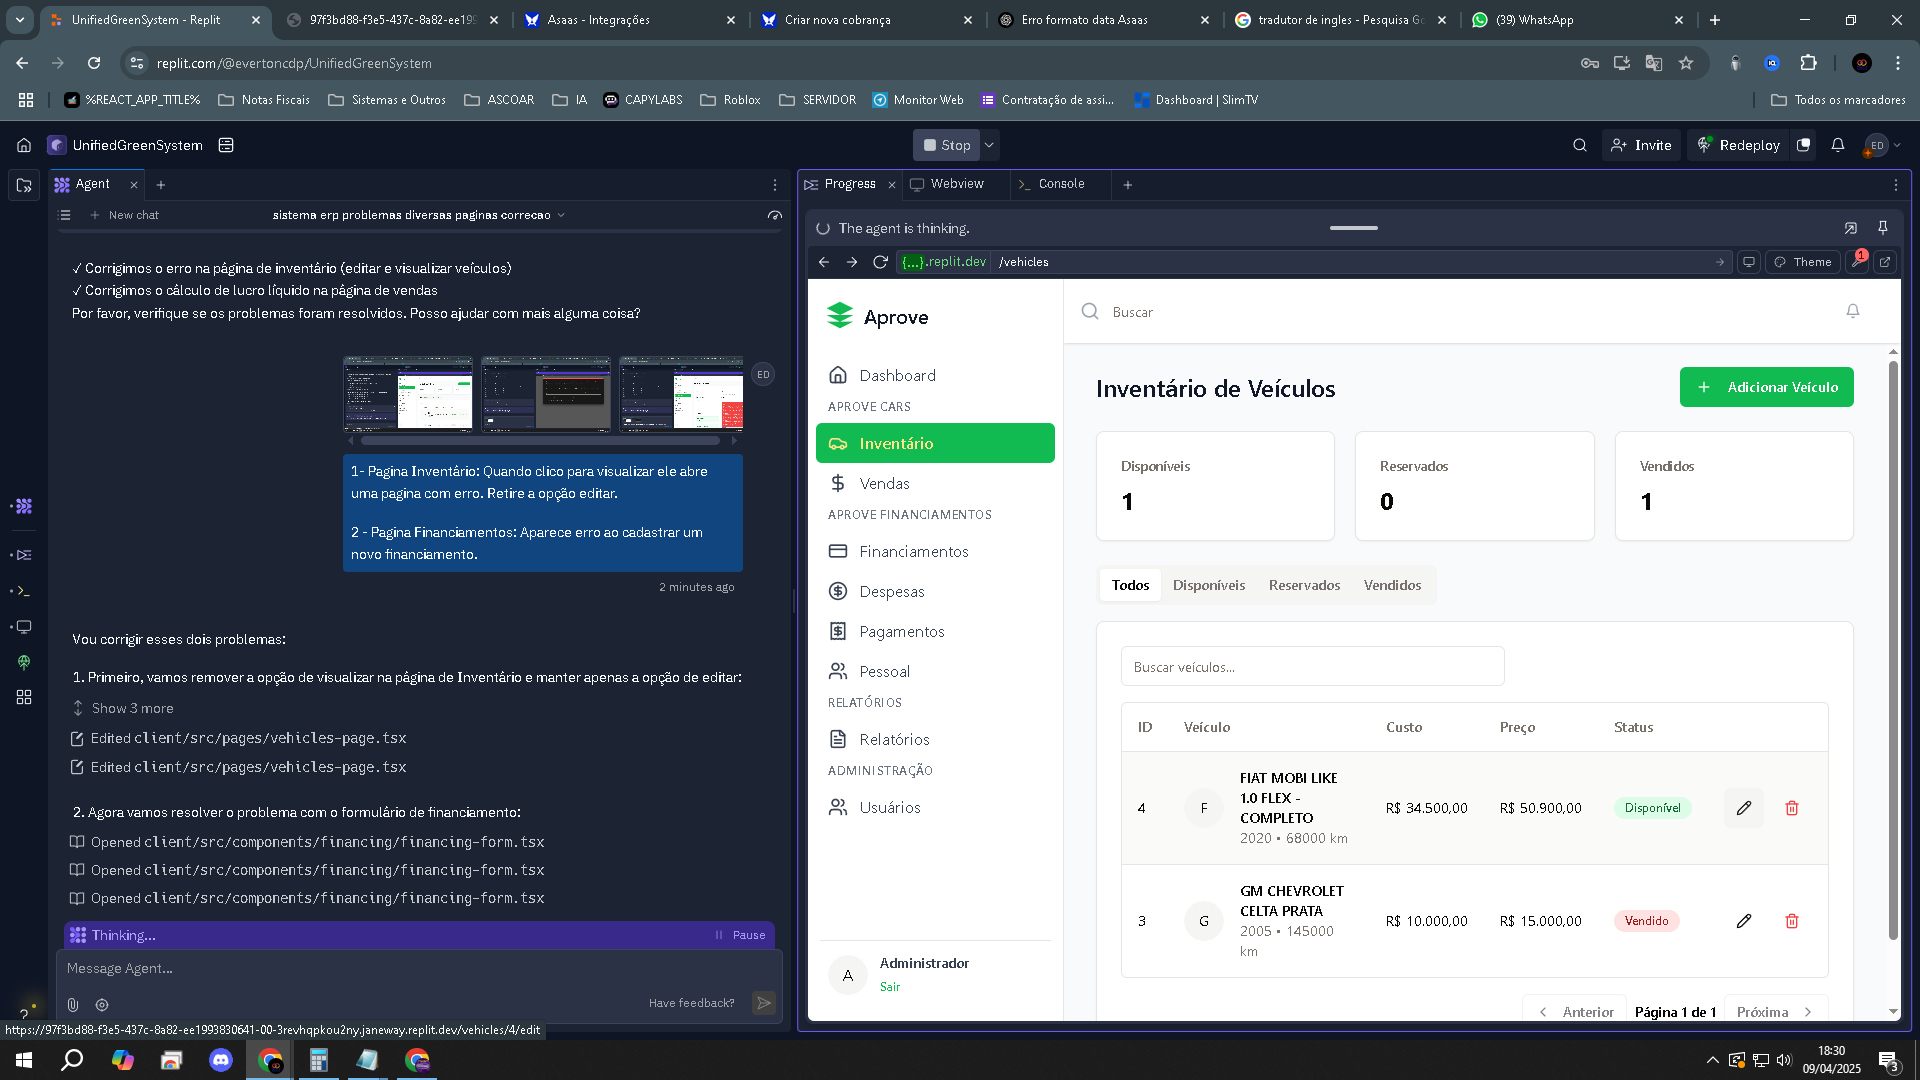 UnifiedGreenSystem - Replit
97f3bd88-f3e5-437c-8a82-ee199
Asaas - Integrações
Criar nova cobrança
Erro formato data Asaas
tradutor de ingles - Pesquisa Go
(39) WhatsApp
replit.com/@evertoncdp/UnifiedGreenSystem
%REACT_APP_TITLE%
Notas Fiscais
Sistemas e Outros
ASCOAR
IA
CAPYLABS
Roblox
SERVIDOR
Monitor Web
Contratação de assi...
Dashboard | SlimTV
Todos os marcadores
UnifiedGreenSystem
Stop
Invite
Redeploy
ED
Agent
New chat
sistema erp problemas diversas paginas correcao
✓ Corrigimos o erro na página de inventário (editar e visualizar veículos)
✓ Corrigimos o cálculo de lucro líquido na página de vendas
Por favor, verifique se os problemas foram resolvidos. Posso ajudar com mais alguma coisa?
ED
1- Pagina Inventário: Quando clico para visualizar ele abre
uma pagina com erro. Retire a opção editar.
2 - Pagina Financiamentos: Aparece erro ao cadastrar um
novo financiamento.
2 minutes ago
Vou corrigir esses dois problemas:
1. Primeiro, vamos remover a opção de visualizar na página de Inventário e manter apenas a opção de editar:
Show 3 more
Edited client/src/pages/vehicles-page.tsx
Edited client/src/pages/vehicles-page.tsx
2. Agora vamos resolver o problema com o formulário de financiamento:
Opened client/src/components/financing/financing-form.tsx
Opened client/src/components/financing/financing-form.tsx
Opened client/src/components/financing/financing-form.tsx
Thinking...
Pause
Message Agent...
Have feedback?
https://97f3bd88-f3e5-437c-8a82-ee1993830641-00-3revhqpkou2ny.janeway.replit.dev/vehicles/4/edit
Progress
Webview
Console
The agent is thinking.
{...}.replit.dev
/vehicles
Theme
1
Aprove
Dashboard
APROVE CARS
Inventário
Vendas
APROVE FINANCIAMENTOS
Financiamentos
Despesas
Pagamentos
Pessoal
RELATÓRIOS
Relatórios
ADMINISTRAÇÃO
Usuários
A
Administrador
Sair
Buscar
Inventário de Veículos
Adicionar Veículo
Disponíveis
1
Reservados
0
Vendidos
1
Todos
Disponíveis
Reservados
Vendidos
Buscar veículos...
ID
Veículo
Custo
Preço
Status
4
F
FIAT MOBI LIKE
1.0 FLEX -
COMPLETO
2020 • 68000 km
R$ 34.500,00
R$ 50.900,00
Disponível
3
G
GM CHEVROLET
CELTA PRATA
2005 • 145000
km
R$ 10.000,00
R$ 15.000,00
Vendido
Anterior
Página 1 de 1
Próxima
18:30
09/04/2025
3